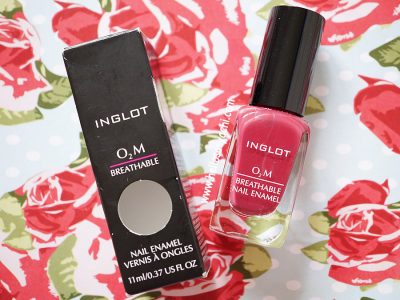 INGLOT
O₂M
BREATHABLE
NAIL ENAMEL
VERNIS À ONGLES
11ml/0.37 US FL OZ
INGLOT
O₂M
BREATHABLE
NAIL ENAMEL